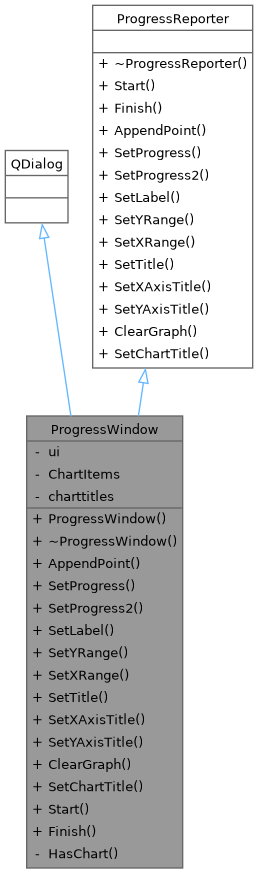 ProgressReporter
+ ~ProgressReporter()
+ Start()
+ Finish()
+ AppendPoint()
+ SetProgress()
+ SetProgress2()
+ SetLabel()
+ SetYRange()
+ SetXRange()
+ SetTitle()
+ SetXAxisTitle()
+ SetYAxisTitle()
+ ClearGraph()
+ SetChartTitle()
QDialog
ProgressWindow
- ui
- ChartItems
- charttitles
+ ProgressWindow()
+ ~ProgressWindow()
+ AppendPoint()
+ SetProgress()
+ SetProgress2()
+ SetLabel()
+ SetYRange()
+ SetXRange()
+ SetTitle()
+ SetXAxisTitle()
+ SetYAxisTitle()
+ ClearGraph()
+ SetChartTitle()
+ Start()
+ Finish()
- HasChart()